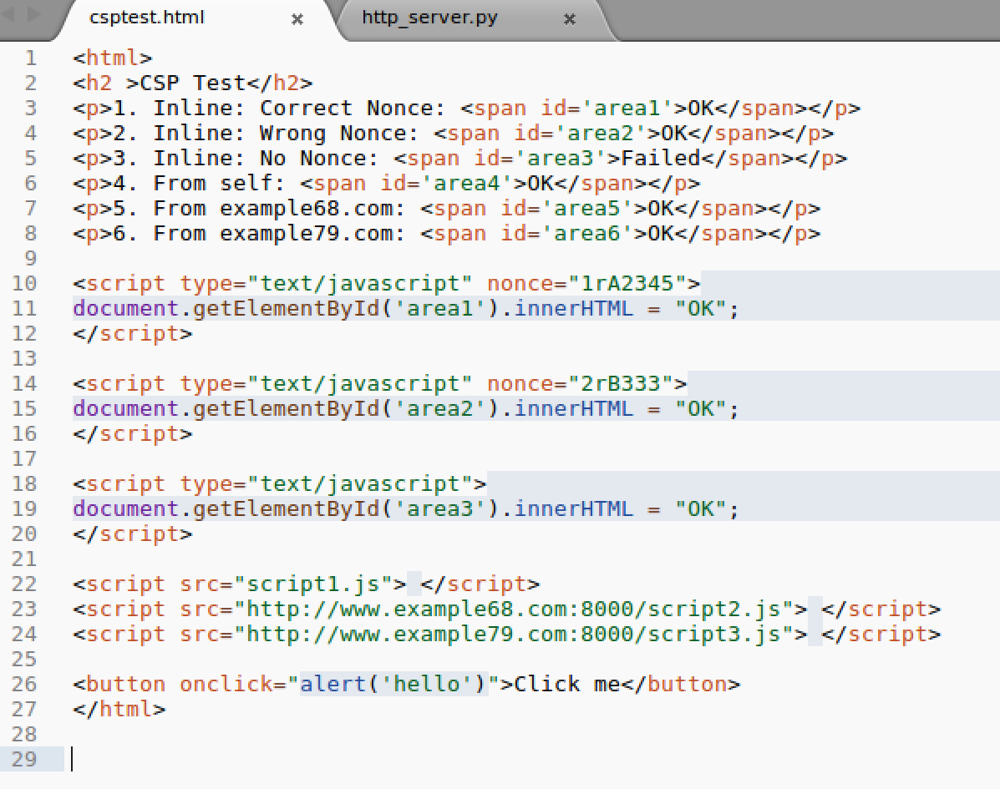 csptest.html × http_server.py ×
1 <html>
2 <h2 >CSP Test</h2>
3 <p>1. Inline: Correct Nonce: <span id='area1'>OK</span></p>
4 <p>2. Inline: Wrong Nonce: <span id='area2'>OK</span></p>
5 <p>3. Inline: No Nonce: <span id='area3'>Failed</span></p>
6 <p>4. From self: <span id='area4'>OK</span></p>
7 <p>5. From example68.com: <span id='area5'>OK</span></p>
8 <p>6. From example79.com: <span id='area6'>OK</span></p>
9
10 <script type="text/javascript" nonce="1rA2345">
11 document.getElementById('area1').innerHTML = "OK";
12 </script>
13
14 <script type="text/javascript" nonce="2rB333">
15 document.getElementById('area2').innerHTML = "OK";
16 </script>
17
18 <script type="text/javascript">
19 document.getElementById('area3').innerHTML = "OK";
20 </script>
21
22 <script src="script1.js"> </script>
23 <script src="http://www.example68.com:8000/script2.js"> </script>
24 <script src="http://www.example79.com:8000/script3.js"> </script>
25
26 <button onclick="alert('hello')">Click me</button>
27 </html>
28
29